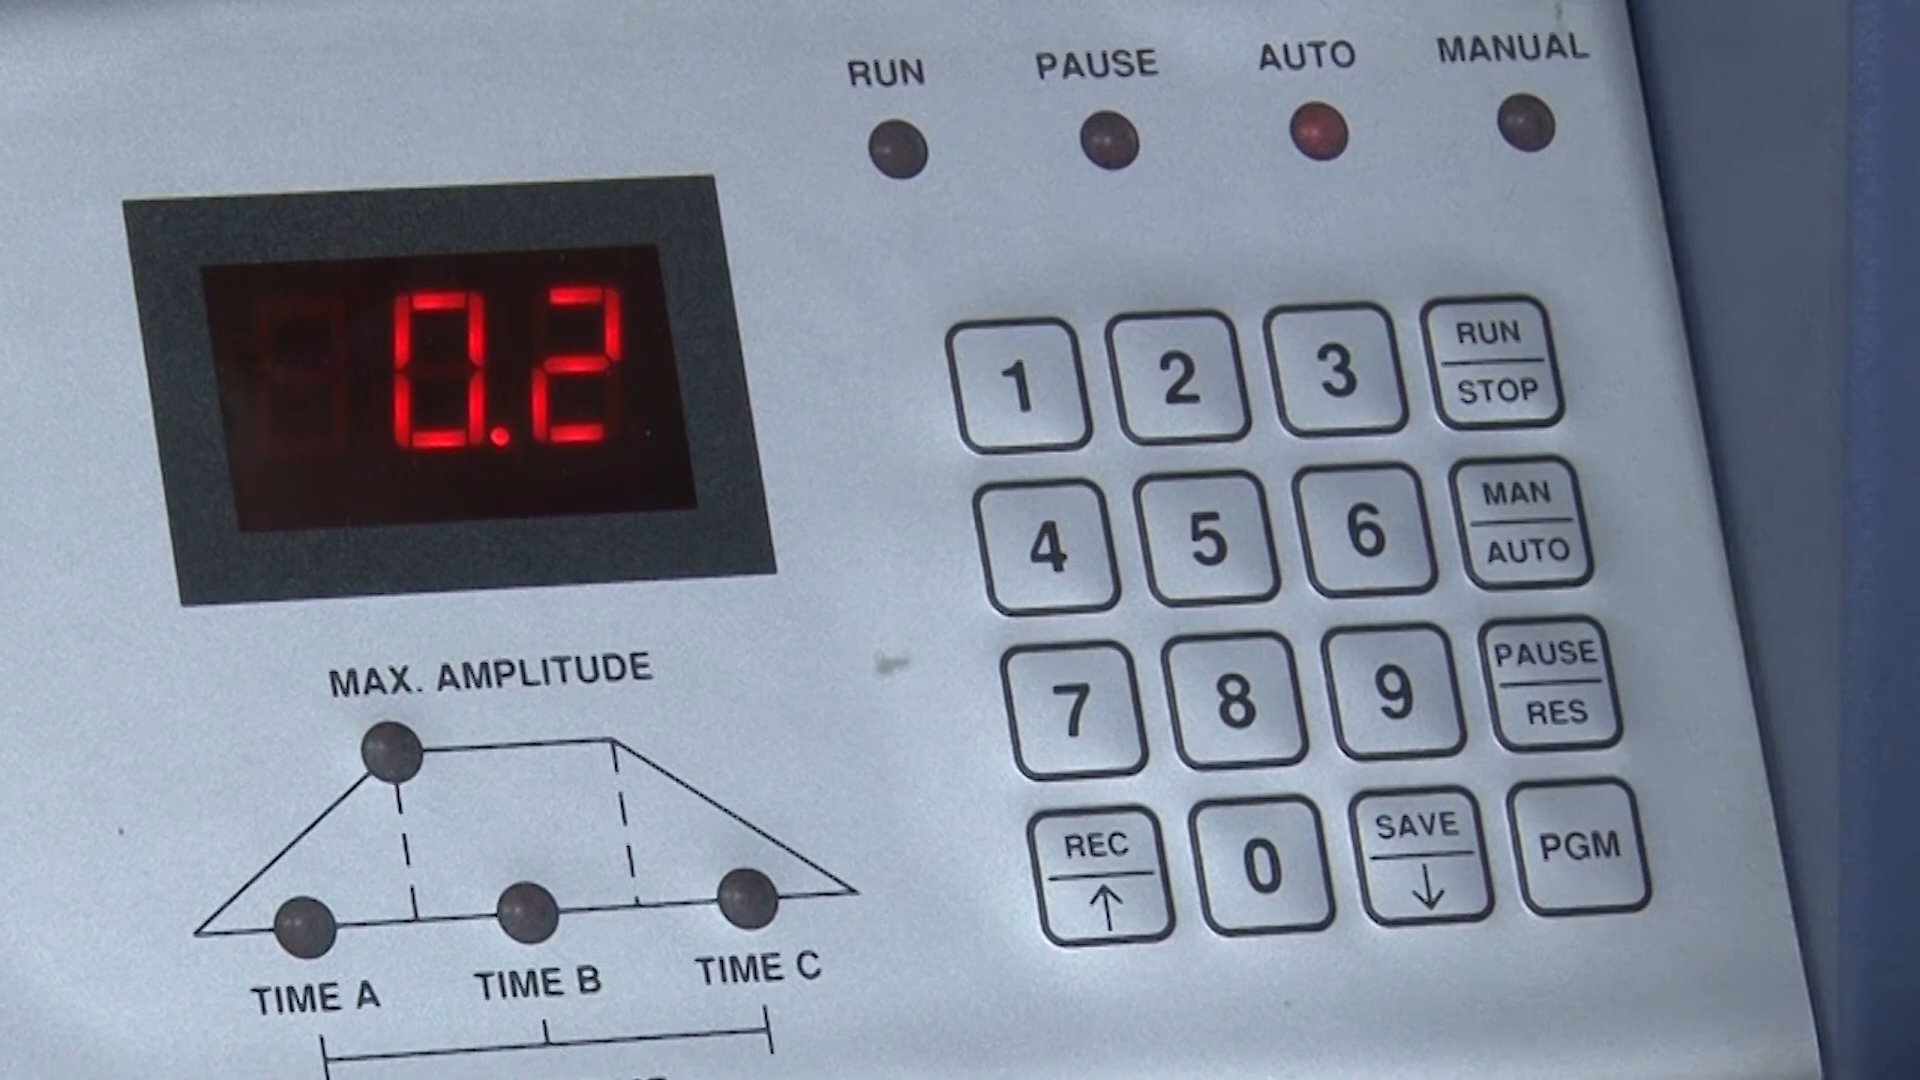 RUN PAUSE AUTO MANUAL
0.2
1 2 3 RUN STOP
4 5 6 MAN AUTO
7 8 9 PAUSE RES
REC ↑ 0 SAVE ↓ PGM
MAX. AMPLITUDE
TIME A TIME B TIME C